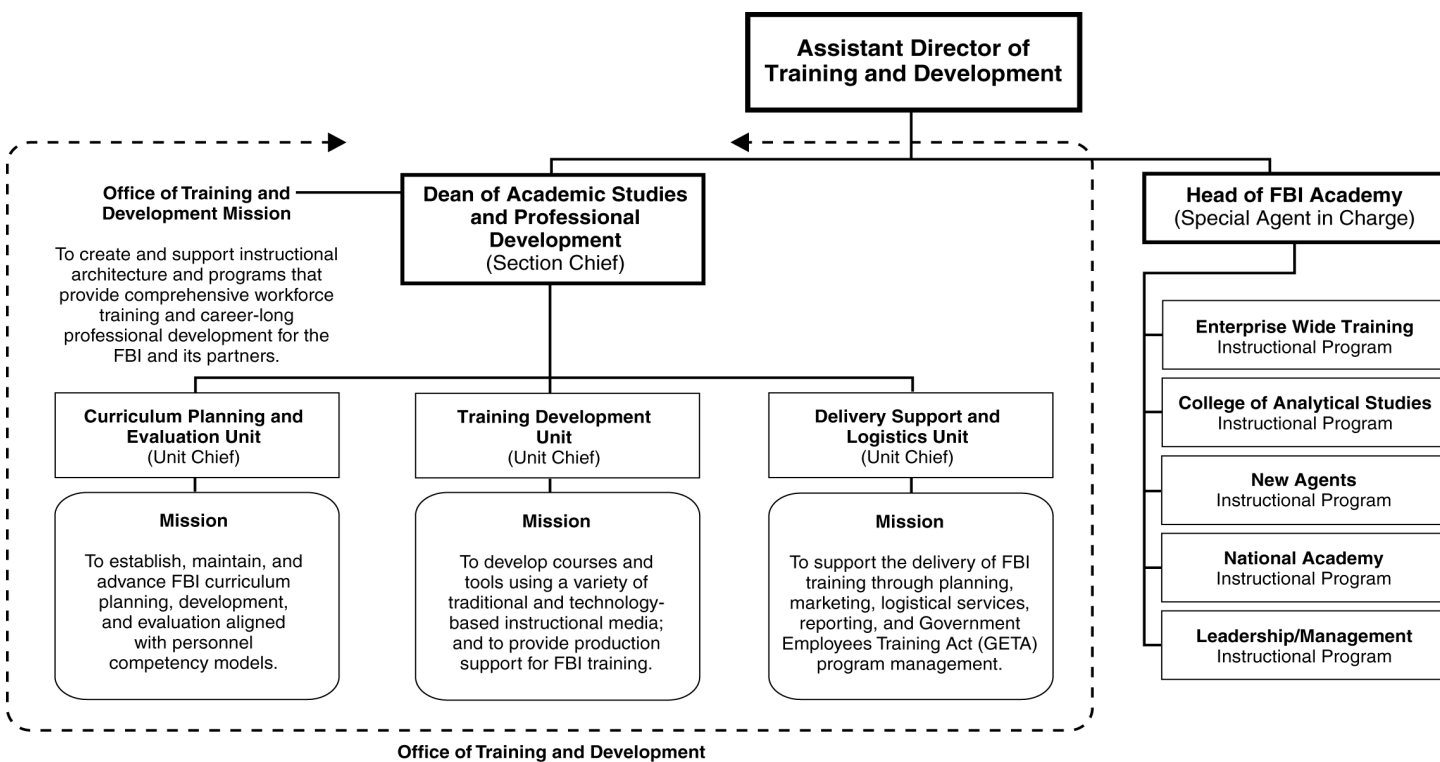 Assistant Director of
Training and Development
Office of Training and
Development Mission
To create and support instructional
architecture and programs that
provide comprehensive workforce
training and career-long
professional development for the
FBI and its partners.
Dean of Academic Studies
and Professional
Development
(Section Chief)
Head of FBI Academy
(Special Agent in Charge)
Curriculum Planning and
Evaluation Unit
(Unit Chief)
Mission
To establish, maintain, and
advance FBI curriculum
planning, development,
and evaluation aligned
with personnel
competency models.
Training Development
Unit
(Unit Chief)
Mission
To develop courses and
tools using a variety of
traditional and technology-
based instructional media;
and to provide production
support for FBI training.
Delivery Support and
Logistics Unit
(Unit Chief)
Mission
To support the delivery of FBI
training through planning,
marketing, logistical services,
reporting, and Government
Employees Training Act (GETA)
program management.
Enterprise Wide Training
Instructional Program
College of Analytical Studies
Instructional Program
New Agents
Instructional Program
National Academy
Instructional Program
Leadership/Management
Instructional Program
Office of Training and Development